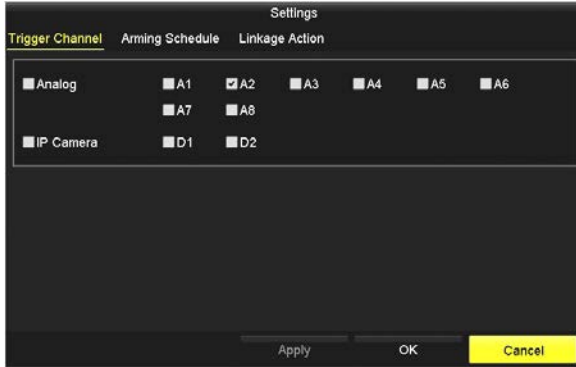 Settings
Trigger Channel Arming Schedule Linkage Action
Analog A1 A2 A3 A4 A5 A6
A7 A8
IP Camera D1 D2
Apply OK Cancel